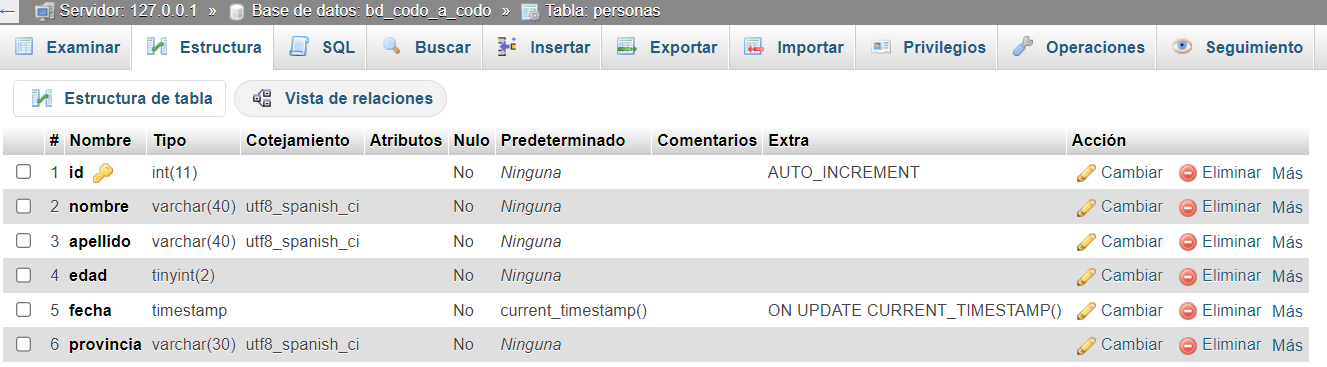 Servidor: 127.0.0.1 » Base de datos: bd_codo_a_codo » Tabla: personas
Examinar Estructura SQL Buscar Insertar Exportar Importar Privilegios Operaciones Seguimiento
Estructura de tabla Vista de relaciones
# Nombre Tipo Cotejamiento Atributos Nulo Predeterminado Comentarios Extra Acción
1 id int(11) No Ninguna AUTO_INCREMENT Cambiar Eliminar Más
2 nombre varchar(40) utf8_spanish_ci No Ninguna Cambiar Eliminar Más
3 apellido varchar(40) utf8_spanish_ci No Ninguna Cambiar Eliminar Más
4 edad tinyint(2) No Ninguna Cambiar Eliminar Más
5 fecha timestamp No current_timestamp() ON UPDATE CURRENT_TIMESTAMP() Cambiar Eliminar Más
6 provincia varchar(30) utf8_spanish_ci No Ninguna Cambiar Eliminar Más